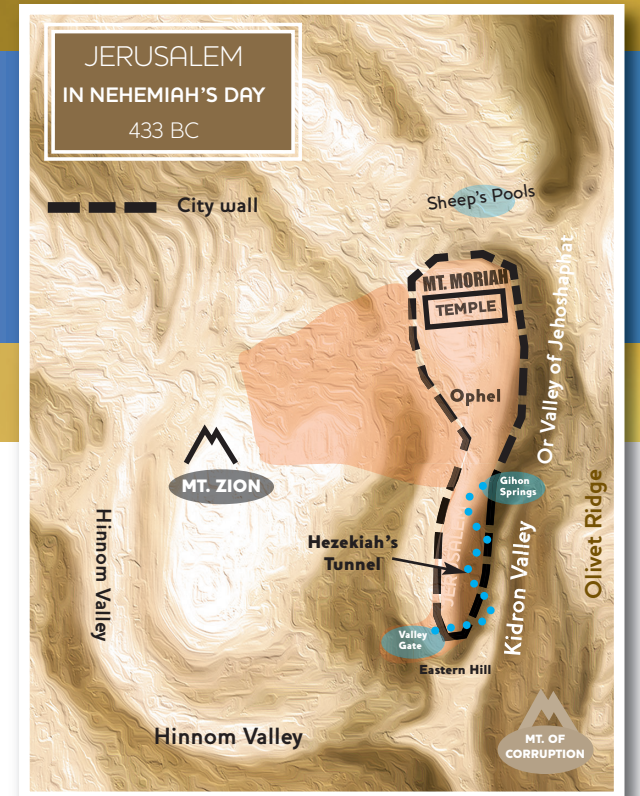 JERUSALEM
IN NEHEMIAH'S DAY
433 BC
City wall
Sheep's Pools
MT. MORIAH
TEMPLE
Or Valley of Jehoshaphat
Ophel
MT. ZION
Gihon
Springs
Olivet Ridge
Hinnom Valley
Hezekiah's
Tunnel
JERUSALEM
Kidron Valley
Valley
Gate
Eastern Hill
Hinnom Valley
MT. OF
CORRUPTION